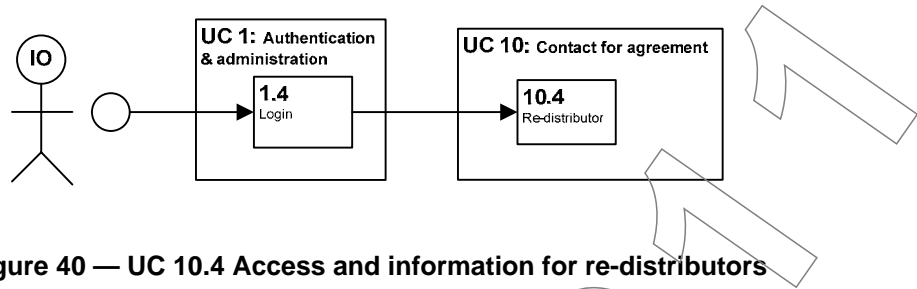 IO
UC 1: Authentication
& administration
1.4
Login
UC 10: Contact for agreement
10.4
Re-distributor
gure 40 — UC 10.4 Access and information for re-distributors